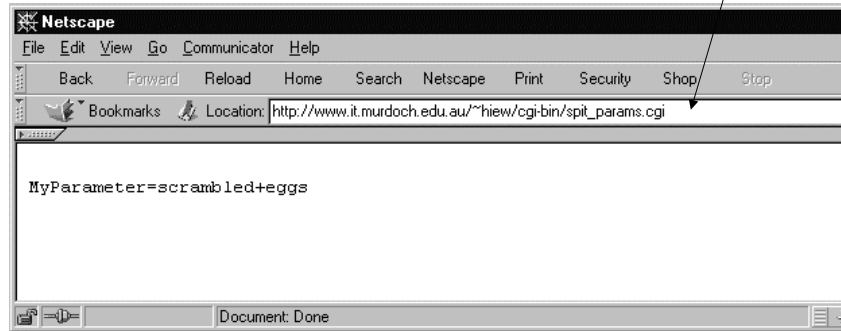 Netscape
File Edit View Go Communicator Help
Back Forward Reload Home Search Netscape Print Security Shop Stop
Bookmarks Location: http://www.it.murdoch.edu.au/~hiew/cgi-bin/spit_params.cgi
MyParameter=scrambled+eggs
Document: Done